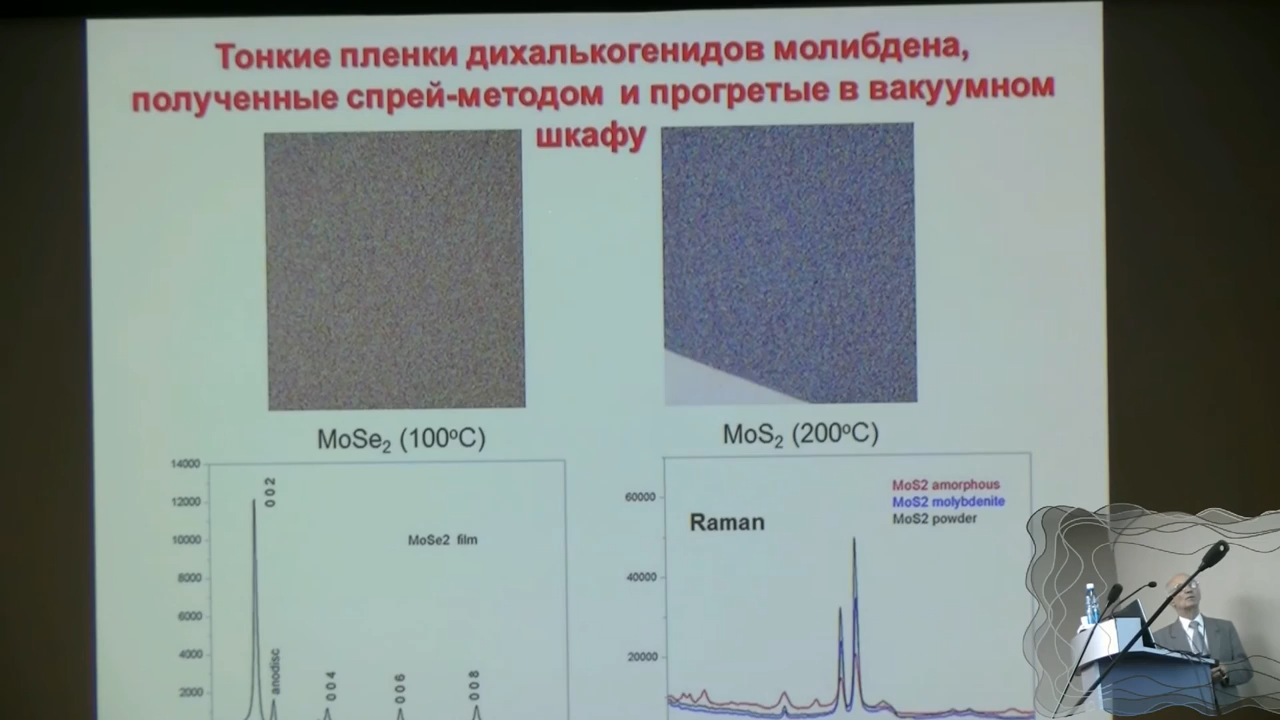 Тонкие пленки дихалькогенидов молибдена,
полученные спрей-методом и прогретые в вакуумном
шкафу
MoSe₂ (100ºC)
MoS₂ (200ºC)
14000
12000
10000
8000
6000
4000
2000
0 0 2
anodisc
0 0 4
0 0 6
0 0 8
MoSe2 film
60000
40000
20000
Raman
MoS2 amorphous
MoS2 molybdenite
MoS2 powder